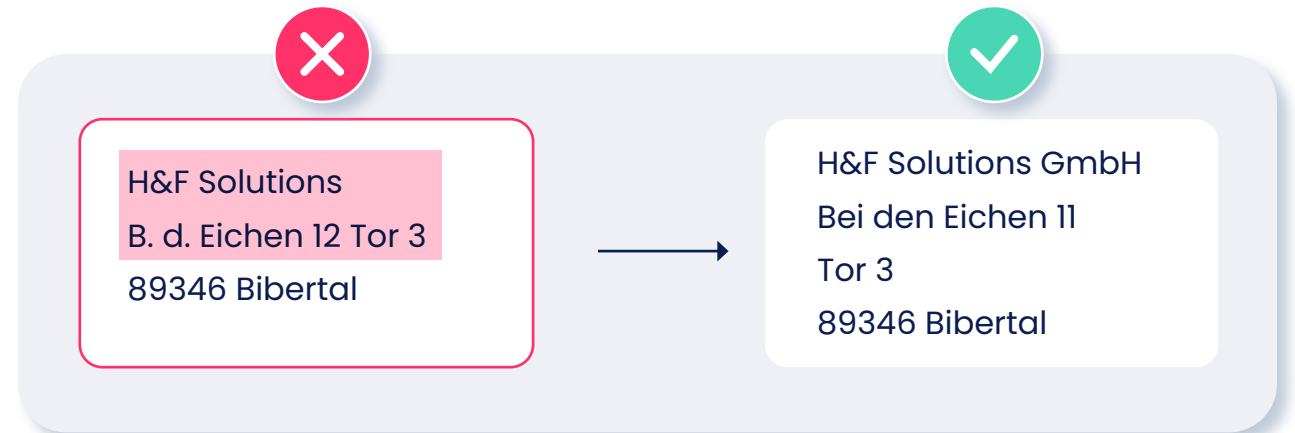 H&F Solutions
B. d. Eichen 12 Tor 3
89346 Bibertal
H&F Solutions GmbH
Bei den Eichen 11
Tor 3
89346 Bibertal